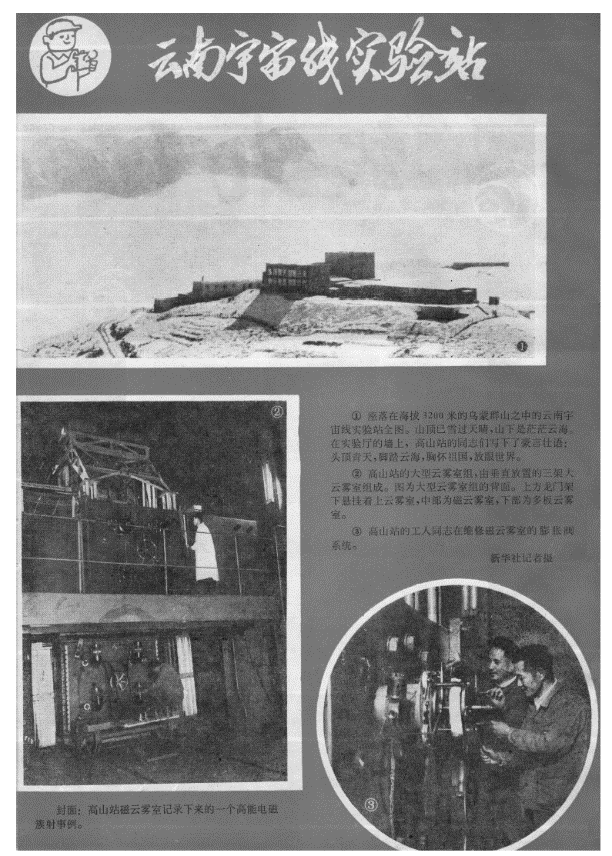 云南宇宙线实验站
①
②
① 座落在海拔 3200 米的乌蒙群山之中的云南宇
宙线实验站全图。山顶已雪过天晴，山下是茫茫云海。
在实验厅的墙上，高山站的同志们写下了豪言壮语：
头顶青天，脚踏云海，胸怀祖国，放眼世界。
② 高山站的大型云雾室组，由垂直放置的三架大
云雾室组成。图为大型云雾室组的背面。上方龙门架
下悬挂着上云雾室，中部为磁云雾室，下部为多板云雾
室。
③ 高山站的工人同志在维修磁云雾室的膨胀阀
系统。
新华社记者摄
③
封面：高山站磁云雾室记录下来的一个高能电磁
簇射事例。